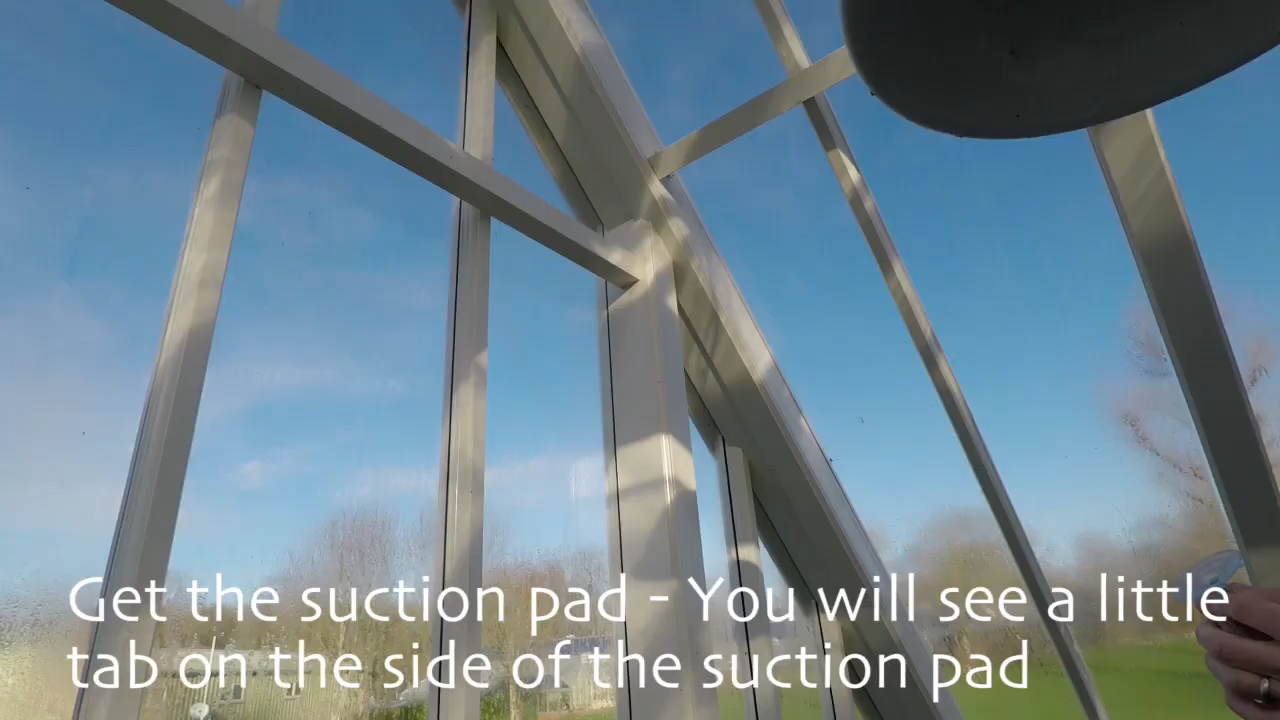 Get the suction pad - You will see a little
tab on the side of the suction pad